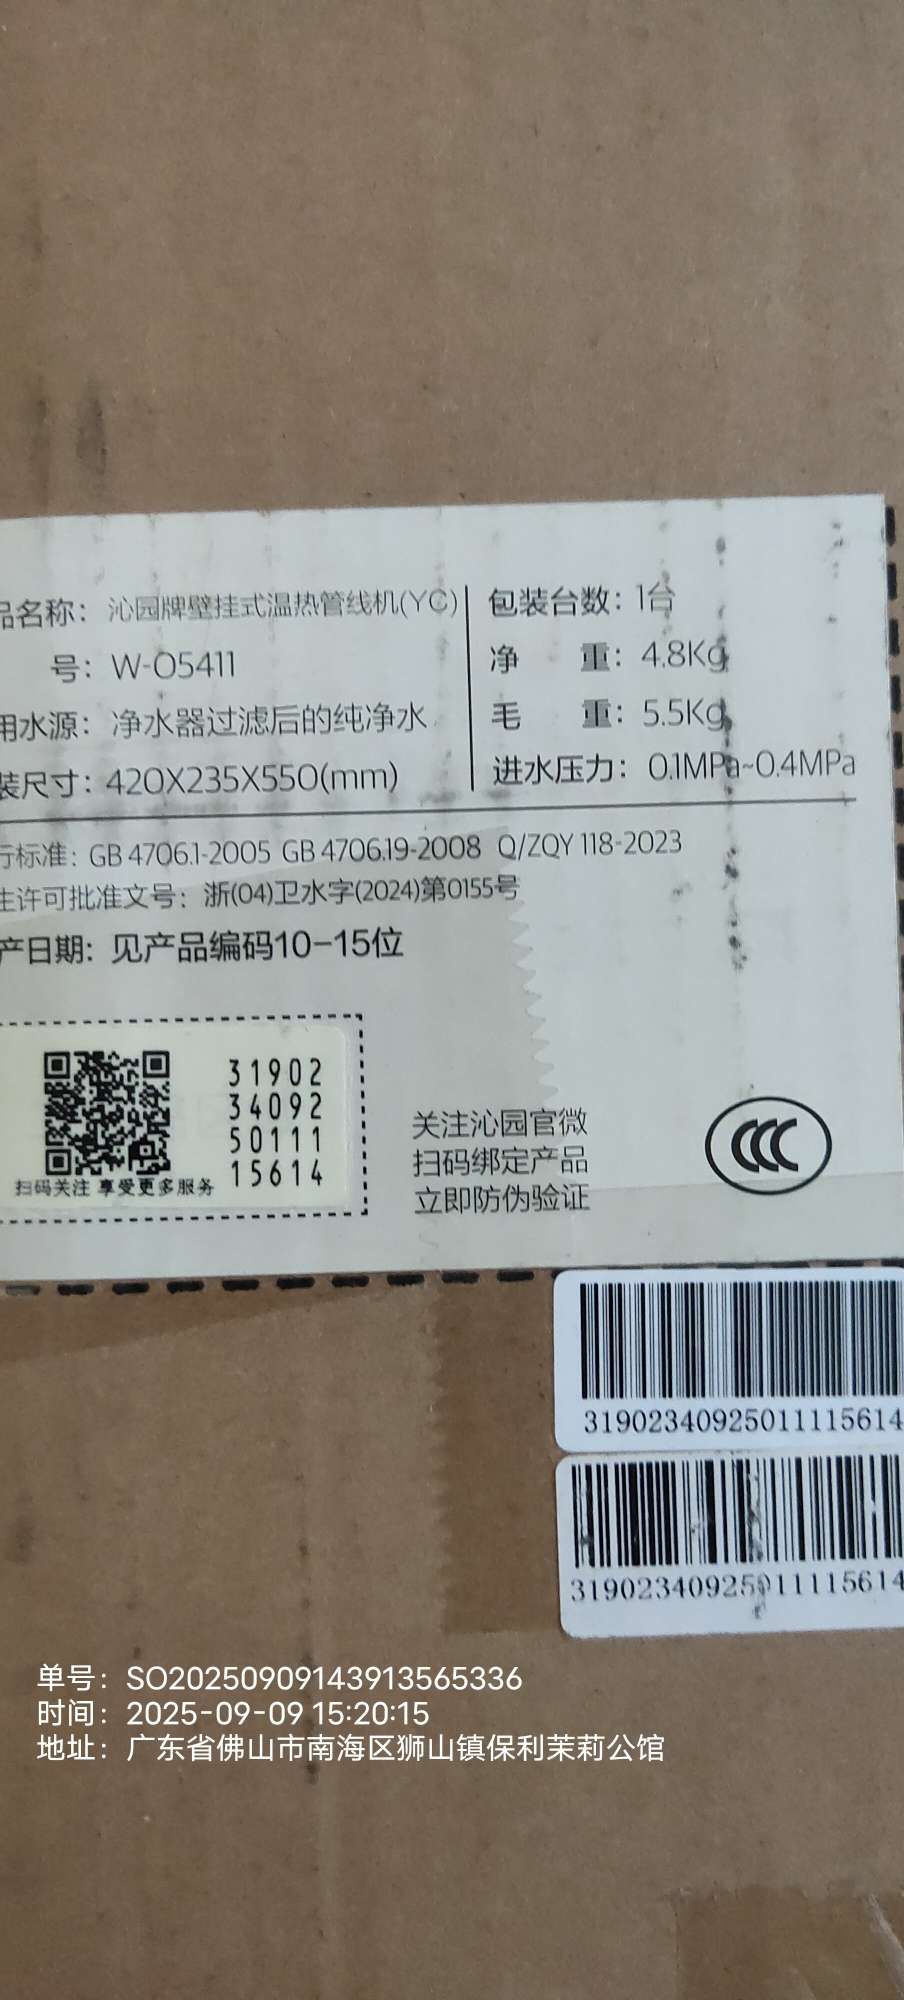 品名称：沁园牌壁挂式温热管线机(YC)
号：W-05411
用水源：净水器过滤后的纯净水
装尺寸：420X235X550(mm)
包装台数：1台
净 重：4.8Kg
毛 重：5.5Kg
进水压力：0.1MPa~0.4MPa
行标准：GB 4706.1-2005 GB 4706.19-2008 Q/ZQY 118-2023
生许可批准文号：浙(04)卫水字(2024)第0155号
产日期：见产品编码10-15位
31902
34092
50111
15614
扫码关注 享受更多服务
关注沁园官微
扫码绑定产品
立即防伪验证
CCC
31902340925011115614
31902340925011115614
单号：SO20250909143913565336
时间：2025-09-09 15:20:15
地址：广东省佛山市南海区狮山镇保利茉莉公馆